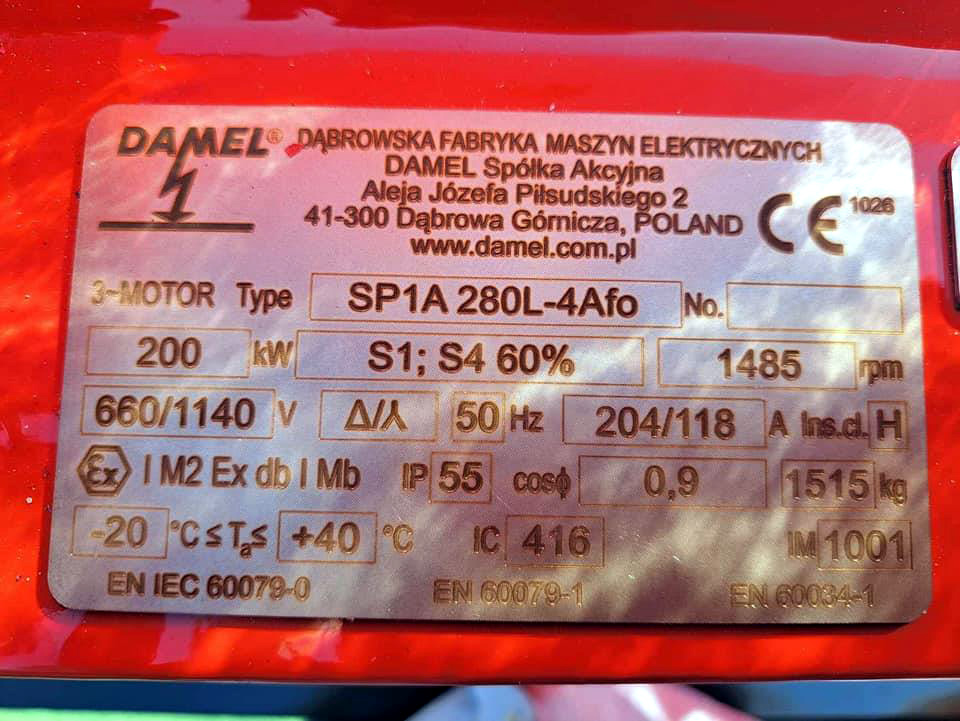 DAMEL® DĄBROWSKA FABRYKA MASZYN ELEKTRYCZNYCH
DAMEL Spółka Akcyjna
Aleja Józefa Piłsudskiego 2
41-300 Dąbrowa Górnicza, POLAND
www.damel.com.pl
CE 1026
3~MOTOR Type SP1A 280L-4Afo No.
200 kW S1; S4 60% 1485 rpm
660/1140 V Δ/⅄ 50 Hz 204/118 A Ins.cl. H
Ex I M2 Ex db I Mb IP 55 cosϕ 0,9 1515 kg
-20 °C ≤ Ta ≤ +40 °C IC 416 IM 1001
EN IEC 60079-0 EN 60079-1 EN 60034-1